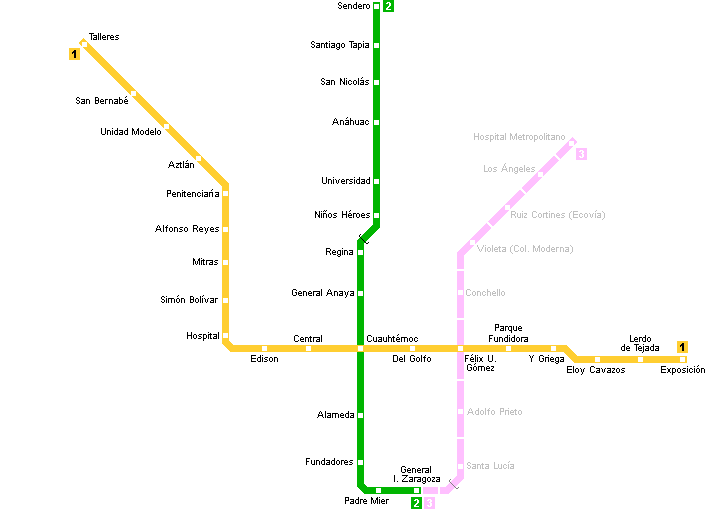 Sendero
2
Talleres
1
Santiago Tapia
San Nicolás
San Bernabé
Anáhuac
Unidad Modelo
Hospital Metropolitano
3
Aztlán
Los Ángeles
Universidad
Penitenciaría
Niños Héroes
Ruiz Cortines (Ecovía)
Alfonso Reyes
Regina
Violeta (Col. Moderna)
Mitras
General Anaya
Conchello
Simón Bolívar
Hospital
Central
Cuauhtémoc
Parque
Fundidora
Lerdo
de Tejada
1
Edison
Del Golfo
Félix U.
Gómez
Y Griega
Eloy Cavazos
Exposición
Alameda
Adolfo Prieto
Fundadores
General
I. Zaragoza
Santa Lucía
Padre Mier
2
3